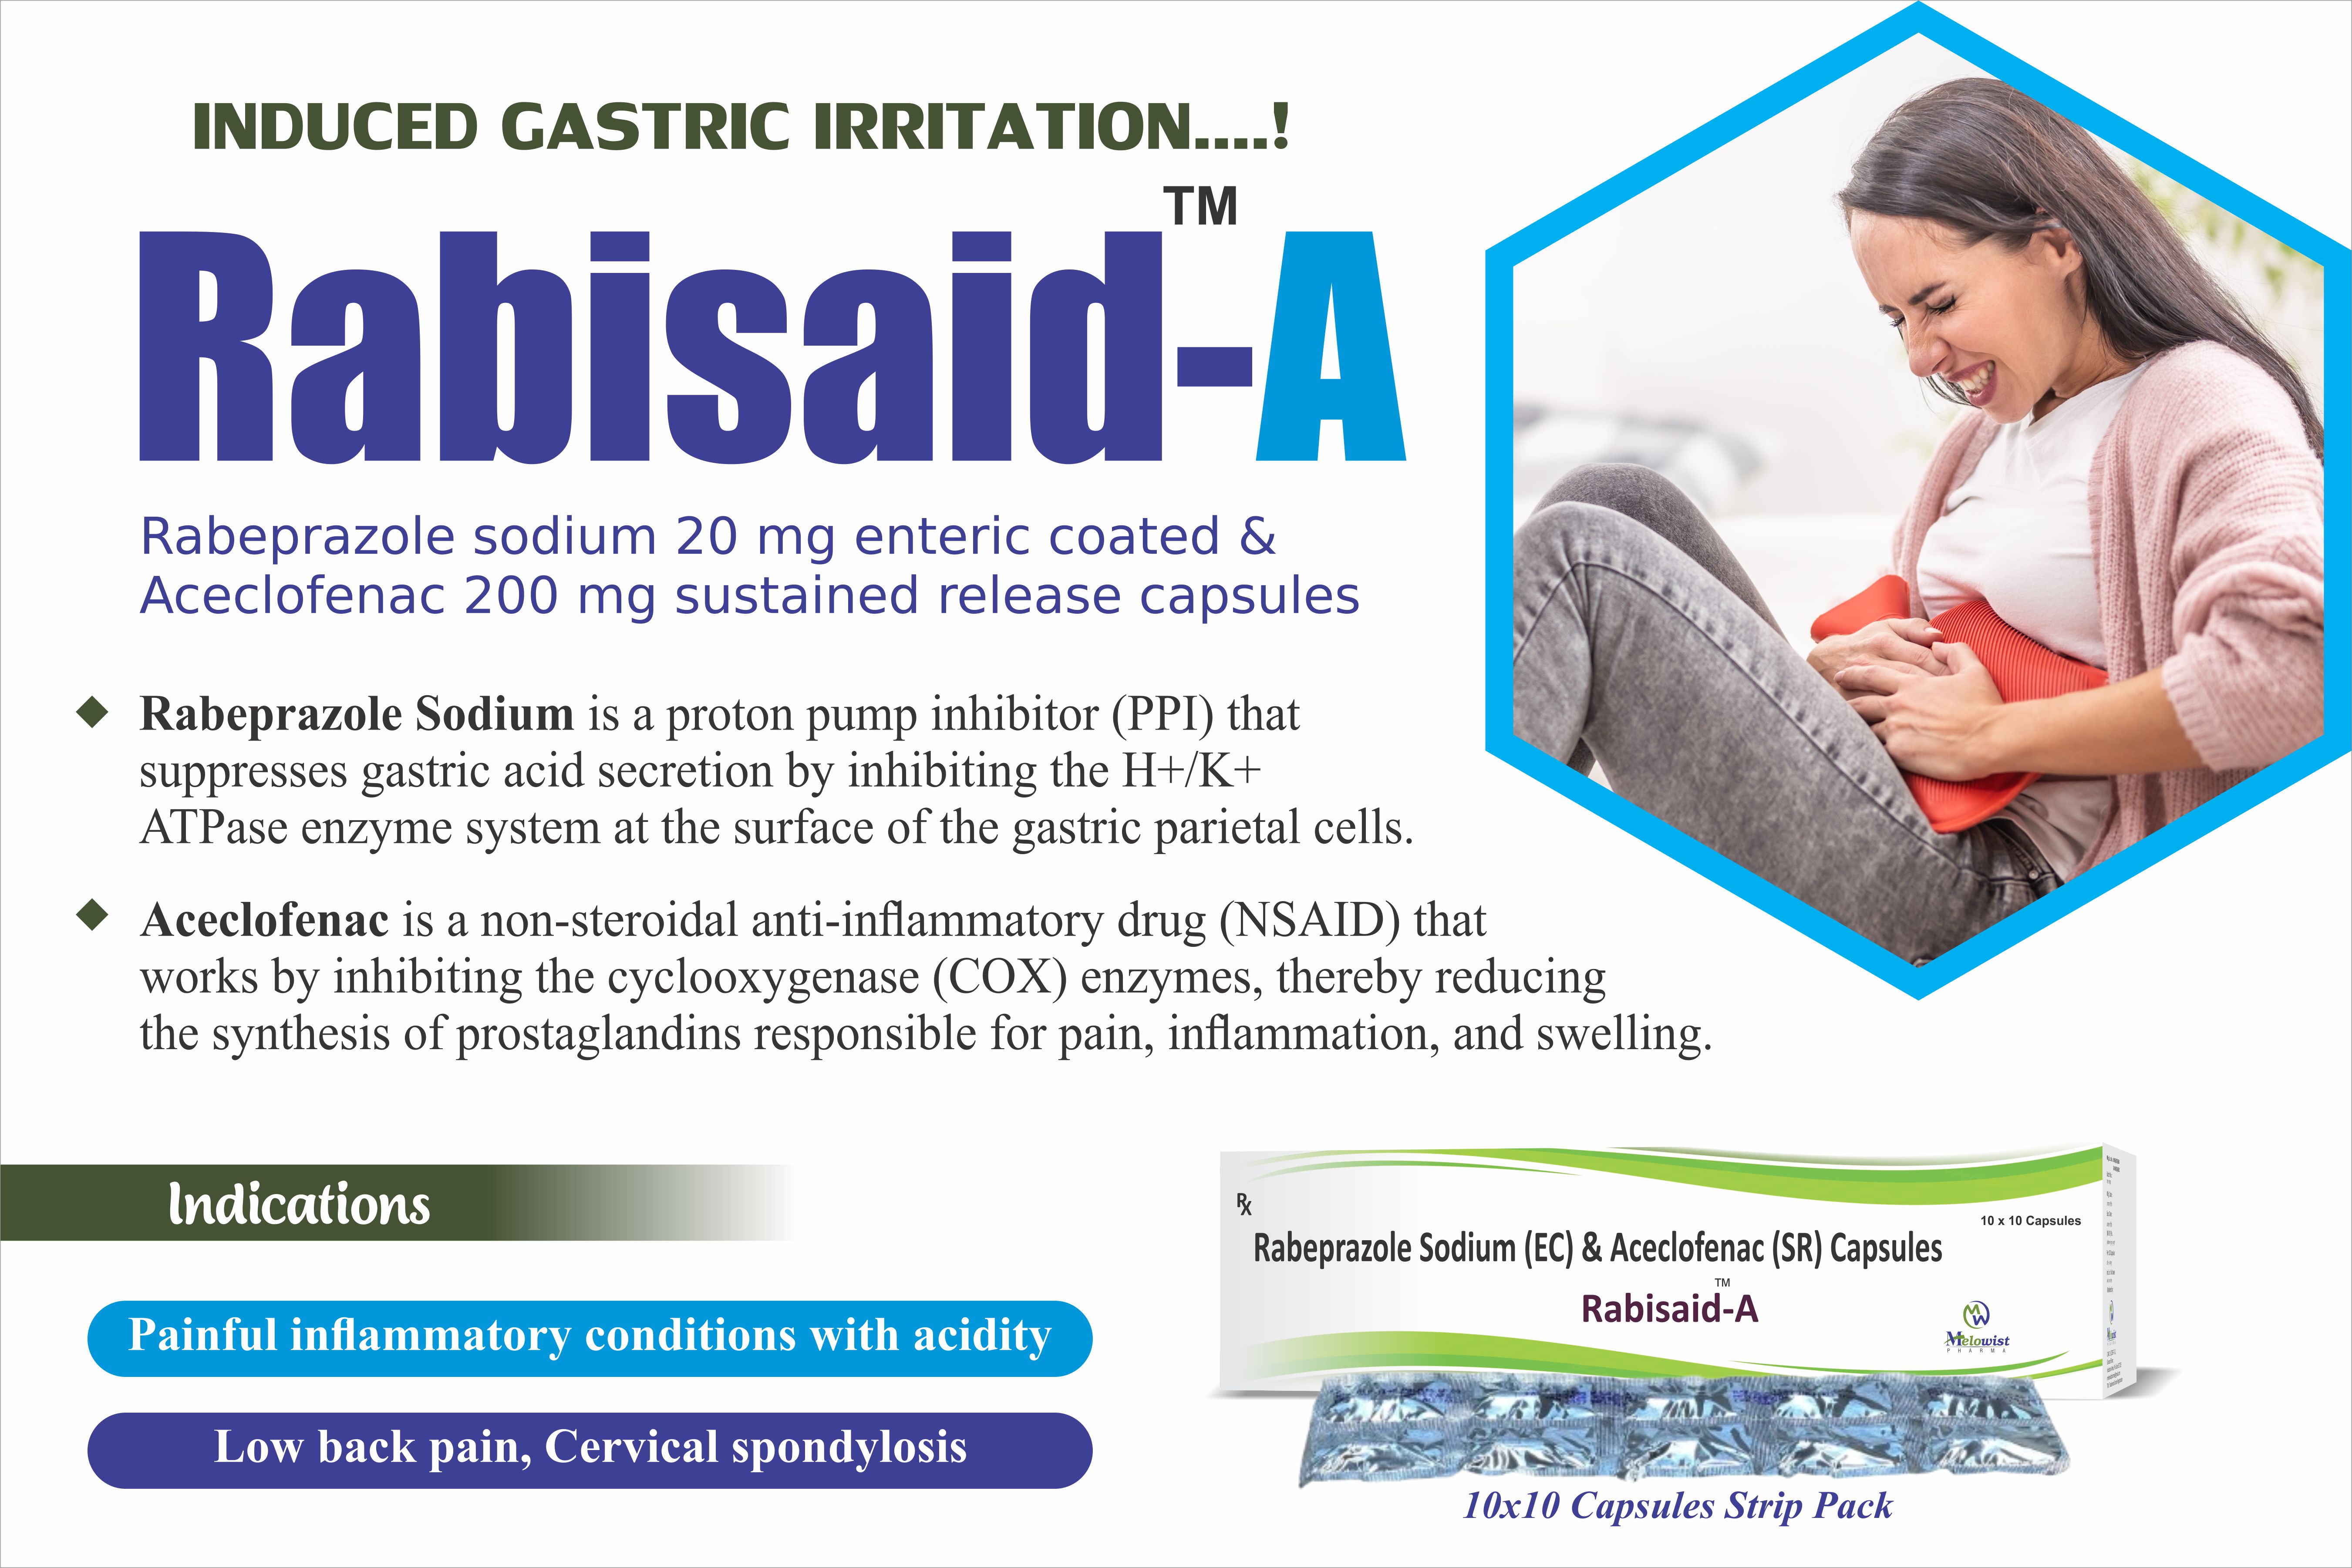 INDUCED GASTRIC IRRITATION....!
Rabisaid™-A
Rabeprazole sodium 20 mg enteric coated &
Aceclofenac 200 mg sustained release capsules
Rabeprazole Sodium is a proton pump inhibitor (PPI) that
suppresses gastric acid secretion by inhibiting the H+/K+
ATPase enzyme system at the surface of the gastric parietal cells.
Aceclofenac is a non-steroidal anti-inflammatory drug (NSAID) that
works by inhibiting the cyclooxygenase (COX) enzymes, thereby reducing
the synthesis of prostaglandins responsible for pain, inflammation, and swelling.
Indications
Painful inflammatory conditions with acidity
Low back pain, Cervical spondylosis
Rx
10 x 10 Capsules
Rabeprazole Sodium (EC) & Aceclofenac (SR) Capsules
Rabisaid™-A
MW
Melowist
PHARMA
10x10 Capsules Strip Pack